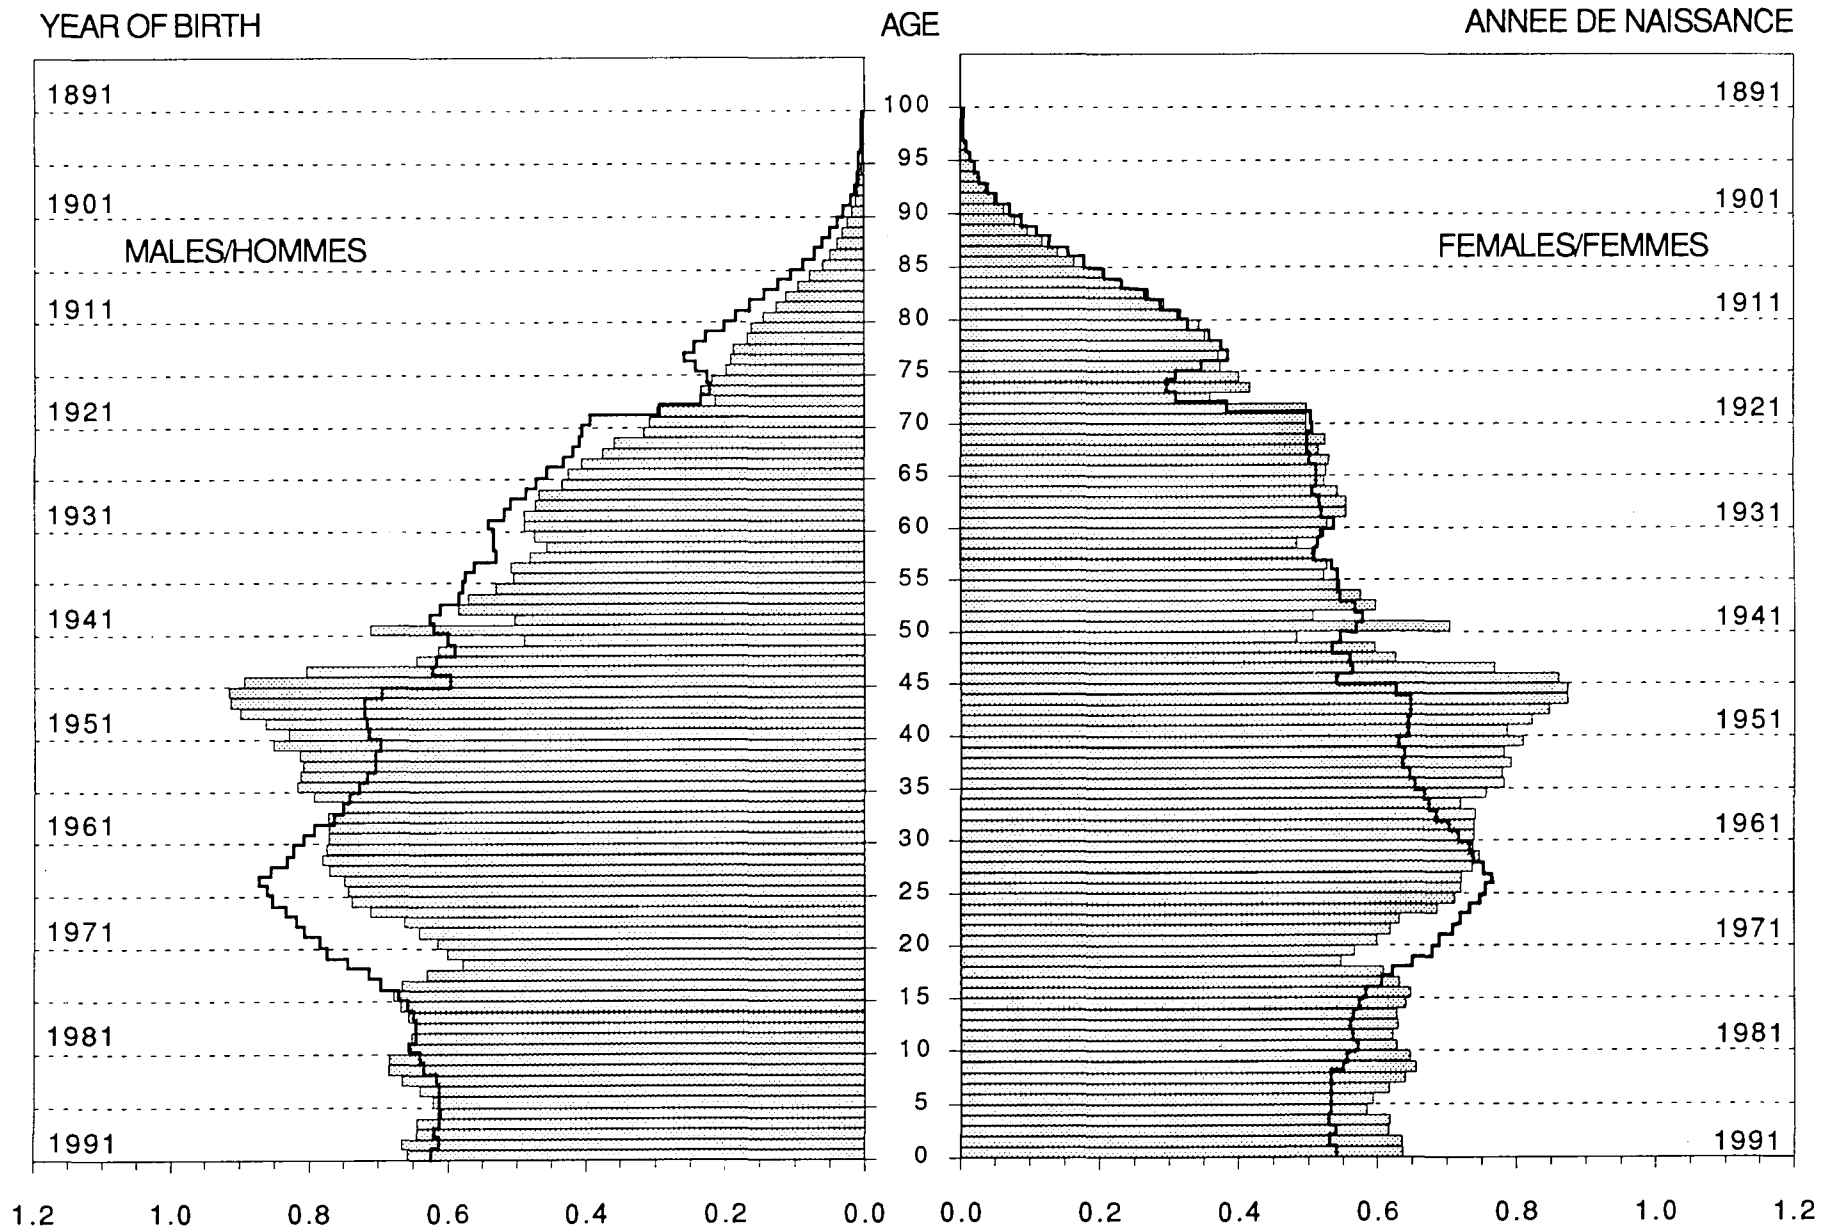 YEAR OF BIRTH AGE ANNEE DE NAISSANCE
1891 100 1891
95
1901 90 1901
MALES/HOMMES FEMALES/FEMMES
85
1911 80 1911
75
1921 70 1921
65
1931 60 1931
55
1941 50 1941
45
1951 40 1951
35
1961 30 1961
25
1971 20 1971
15
1981 10 1981
5
1991 0 1991
1.2 1.0 0.8 0.6 0.4 0.2 0.0 0.0 0.2 0.4 0.6 0.8 1.0 1.2